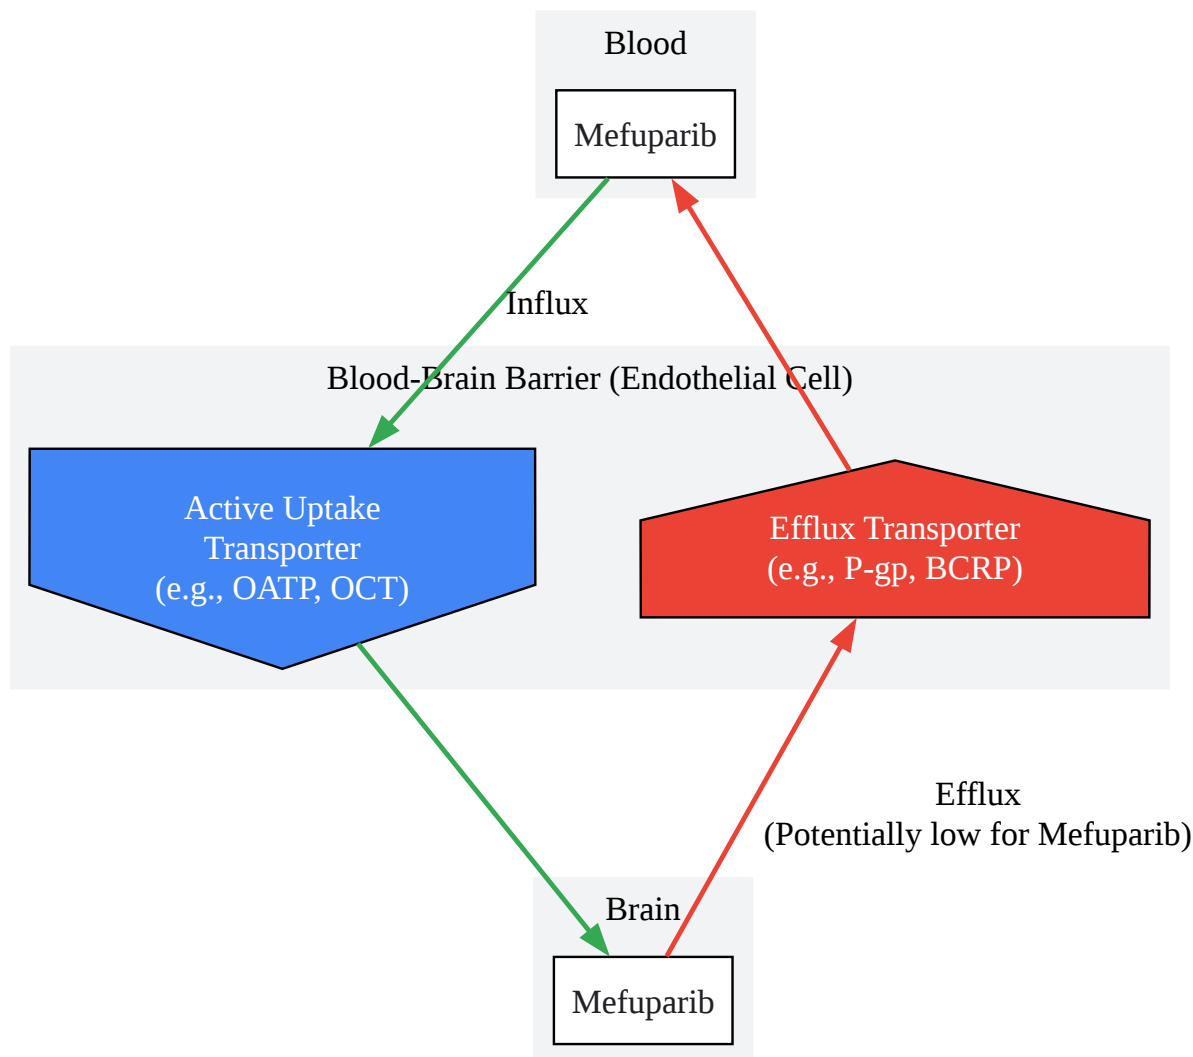 Blood
Mefuparib
Influx
Blood-Brain Barrier (Endothelial Cell)
Active Uptake
Transporter
(e.g., OATP, OCT)
Efflux Transporter
(e.g., P-gp, BCRP)
Efflux
(Potentially low for Mefuparib)
Brain
Mefuparib